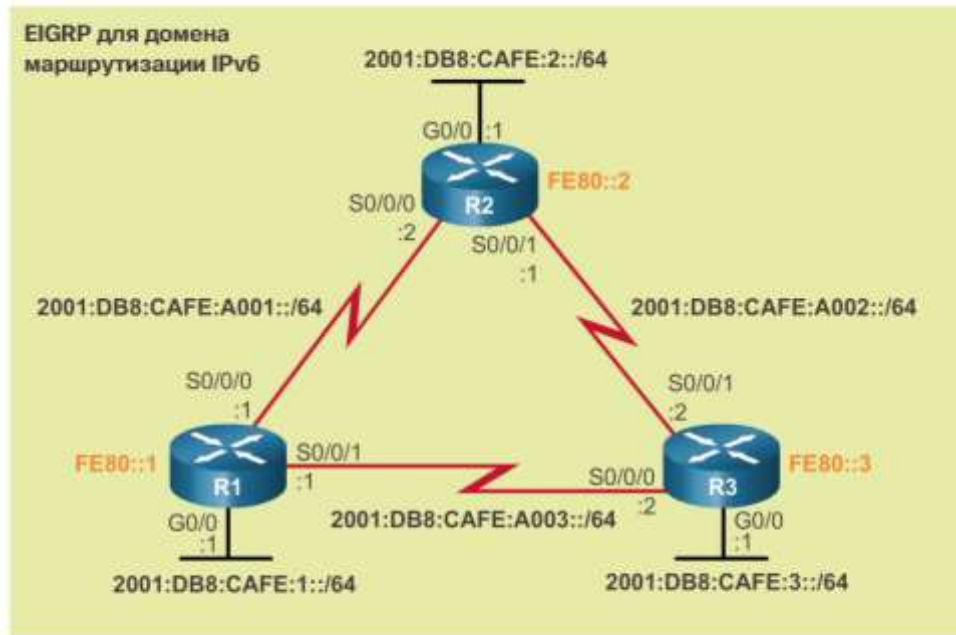 EIGRP для домена
маршрутизации IPv6
2001:DB8:CAFE:2::/64
G0/0 :1
FE80::2
R2
S0/0/0
:2
S0/0/1
:1
2001:DB8:CAFE:A001::/64
2001:DB8:CAFE:A002::/64
S0/0/0
:1
S0/0/1
:2
FE80::1
R1
S0/0/1
:1
S0/0/0
:2
R3
FE80::3
2001:DB8:CAFE:A003::/64
G0/0
:1
G0/0
:1
2001:DB8:CAFE:1::/64
2001:DB8:CAFE:3::/64